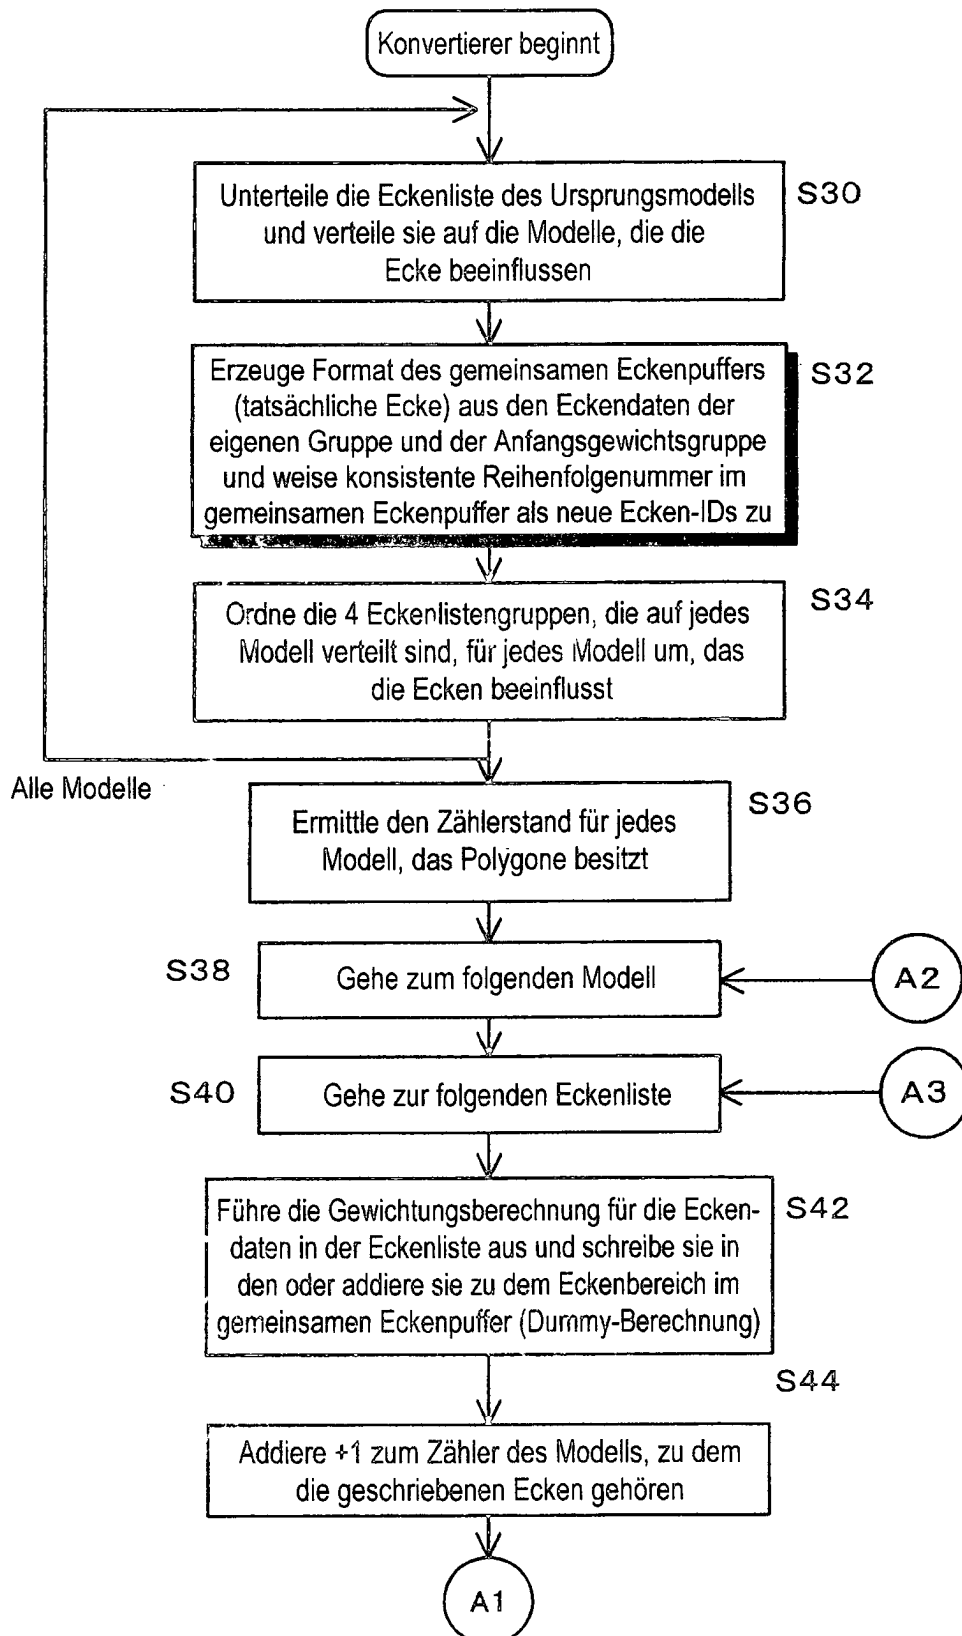 Konvertierer beginnt
Unterteile die Eckenliste des Ursprungsmodells
und verteile sie auf die Modelle, die die
Ecke beeinflussen
S30
Erzeuge Format des gemeinsamen Eckenpuffers
(tatsächliche Ecke) aus den Eckendaten der
eigenen Gruppe und der Anfangsgewichtsgruppe
und weise konsistente Reihenfolgenummer im
gemeinsamen Eckenpuffer als neue Ecken-IDs zu
S32
Ordne die 4 Eckenlistengruppen, die auf jedes
Modell verteilt sind, für jedes Modell um, das
die Ecken beeinflusst
S34
Alle Modelle
Ermittle den Zählerstand für jedes
Modell, das Polygone besitzt
S36
S38
Gehe zum folgenden Modell
A2
S40
Gehe zur folgenden Eckenliste
A3
Führe die Gewichtungsberechnung für die Ecken-
daten in der Eckenliste aus und schreibe sie in
den oder addiere sie zu dem Eckenbereich im
gemeinsamen Eckenpuffer (Dummy-Berechnung)
S42
S44
Addiere +1 zum Zähler des Modells, zu dem
die geschriebenen Ecken gehören
A1